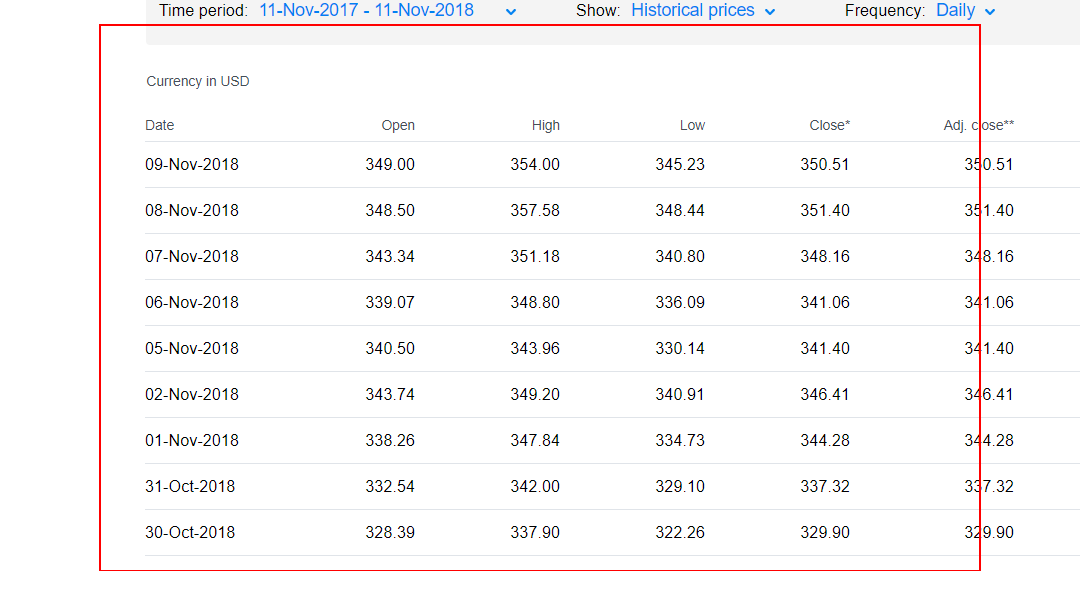 Time period: 11-Nov-2017 - 11-Nov-2018 Show: Historical prices Frequency: Daily
Currency in USD
Date Open High Low Close* Adj. close**
09-Nov-2018 349.00 354.00 345.23 350.51 350.51
08-Nov-2018 348.50 357.58 348.44 351.40 351.40
07-Nov-2018 343.34 351.18 340.80 348.16 348.16
06-Nov-2018 339.07 348.80 336.09 341.06 341.06
05-Nov-2018 340.50 343.96 330.14 341.40 341.40
02-Nov-2018 343.74 349.20 340.91 346.41 346.41
01-Nov-2018 338.26 347.84 334.73 344.28 344.28
31-Oct-2018 332.54 342.00 329.10 337.32 337.32
30-Oct-2018 328.39 337.90 322.26 329.90 329.90